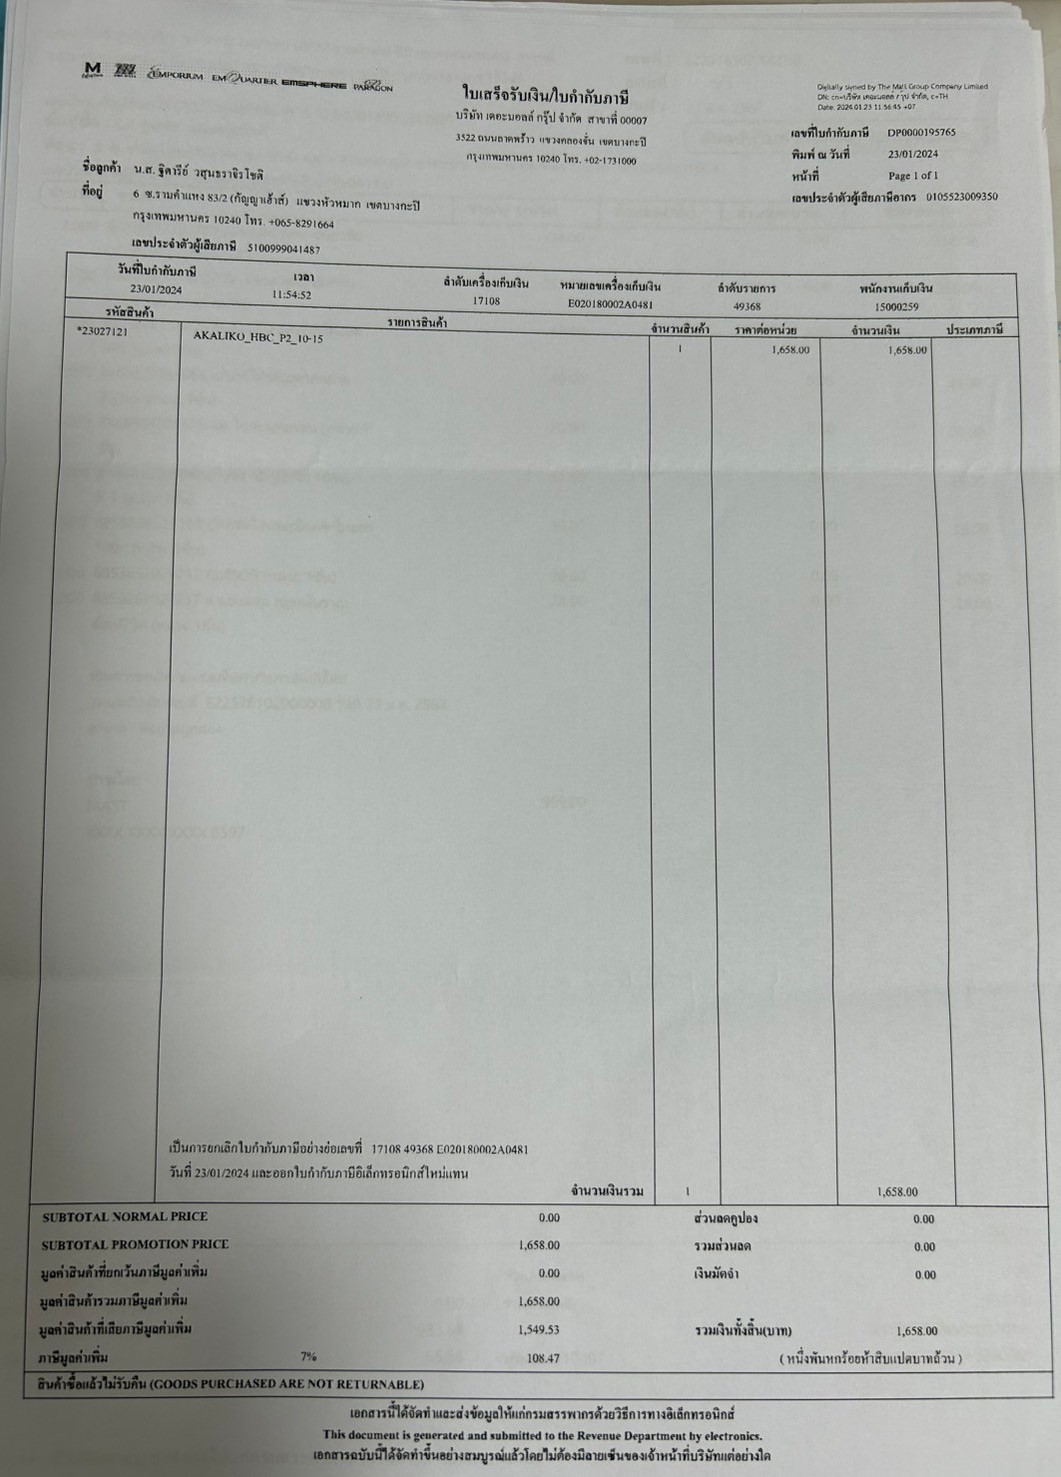 M EMPORIUM EMQUARTIER EMSPHERE PARAGON
ใบเสร็จรับเงิน/ใบกำกับภาษี
บริษัท เดอะมอลล์ กรุ๊ป จำกัด สาขาที่ 00007
3522 ถนนลาดพร้าว แขวงคลองจั่น เขตบางกะปิ
กรุงเทพมหานคร 10240 โทร. +02-1731000
Digitally signed by The Mall Group Company Limited
DN: cn=บริษัท เดอะมอลล์ กรุ๊ป จำกัด, c=TH
Date: 2024.01.23 11:56:45 +07
เลขที่ใบกำกับภาษี DP0000195765
พิมพ์ ณ วันที่ 23/01/2024
หน้าที่ Page 1 of 1
เลขประจำตัวผู้เสียภาษีอากร 0105523009350
ชื่อลูกค้า น.ส. ฐิตารีย์ วสุนธราจิรโชติ
ที่อยู่ 6 ซ.รามคำแหง 83/2 (กัญญาเฮ้าส์) แขวงหัวหมาก เขตบางกะปิ
กรุงเทพมหานคร 10240 โทร. +065-8291664
เลขประจำตัวผู้เสียภาษี 5100999041487
วันที่ใบกำกับภาษี เวลา ลำดับเครื่องเก็บเงิน หมายเลขเครื่องเก็บเงิน ลำดับรายการ พนักงานเก็บเงิน
23/01/2024 11:54:52 17108 E020180002A0481 49368 15000259
รหัสสินค้า รายการสินค้า จำนวนสินค้า ราคาต่อหน่วย จำนวนเงิน ประเภทภาษี
*23027121 AKALIKO_HBC_P2_10-15 1 1,658.00 1,658.00
เป็นการยกเลิกใบกำกับภาษีอย่างย่อเลขที่ 17108 49368 E020180002A0481
วันที่ 23/01/2024 และออกใบกำกับภาษีอิเล็กทรอนิกส์ใหม่แทน
จำนวนเงินรวม 1 1,658.00
SUBTOTAL NORMAL PRICE 0.00 ส่วนลดคูปอง 0.00
SUBTOTAL PROMOTION PRICE 1,658.00 รวมส่วนลด 0.00
มูลค่าสินค้าที่ยกเว้นภาษีมูลค่าเพิ่ม 0.00 เงินมัดจำ 0.00
มูลค่าสินค้ารวมภาษีมูลค่าเพิ่ม 1,658.00
มูลค่าสินค้าที่เสียภาษีมูลค่าเพิ่ม 1,549.53 รวมเงินทั้งสิ้น(บาท) 1,658.00
ภาษีมูลค่าเพิ่ม 7% 108.47 ( หนึ่งพันหกร้อยห้าสิบแปดบาทถ้วน )
สินค้าซื้อแล้วไม่รับคืน (GOODS PURCHASED ARE NOT RETURNABLE)
เอกสารนี้ได้จัดทำและส่งข้อมูลให้แก่กรมสรรพากรด้วยวิธีการทางอิเล็กทรอนิกส์
This document is generated and submitted to the Revenue Department by electronics.
เอกสารฉบับนี้ได้จัดทำขึ้นอย่างสมบูรณ์แล้วโดยไม่ต้องมีลายเซ็นของเจ้าหน้าที่บริษัทแต่อย่างใด